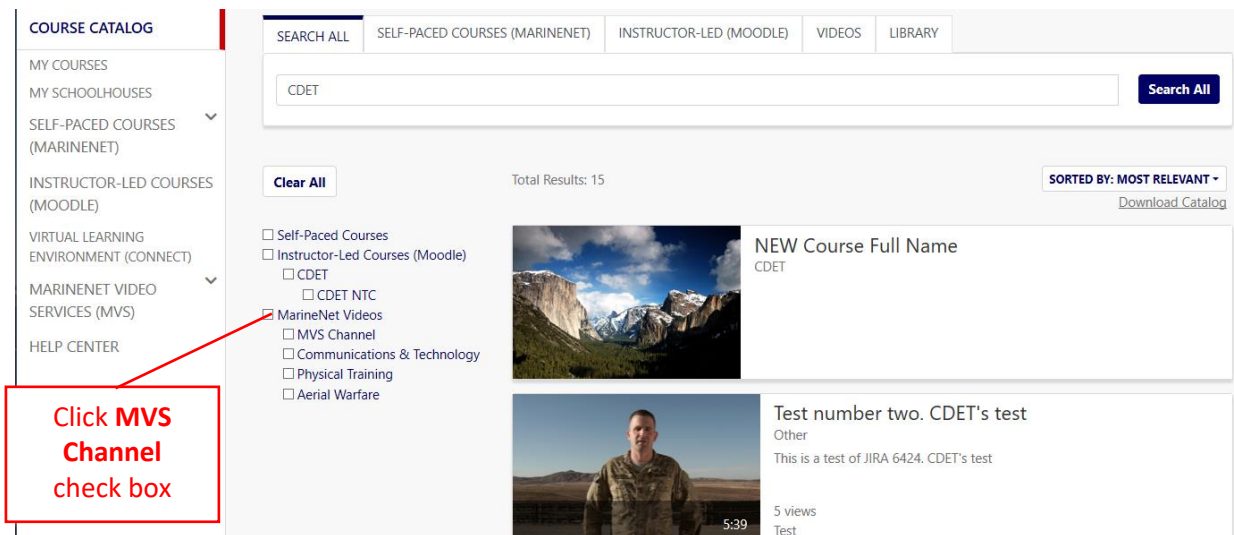 COURSE CATALOG
MY COURSES
MY SCHOOLHOUSES
SELF-PACED COURSES
(MARINENET)
INSTRUCTOR-LED COURSES
(MOODLE)
VIRTUAL LEARNING
ENVIRONMENT (CONNECT)
MARINENET VIDEO
SERVICES (MVS)
HELP CENTER
Click MVS
Channel
check box
SEARCH ALL
SELF-PACED COURSES (MARINENET)
INSTRUCTOR-LED (MOODLE)
VIDEOS
LIBRARY
CDET
Search All
Clear All
Total Results: 15
SORTED BY: MOST RELEVANT
Download Catalog
Self-Paced Courses
Instructor-Led Courses (Moodle)
CDET
CDET NTC
MarineNet Videos
MVS Channel
Communications & Technology
Physical Training
Aerial Warfare
NEW Course Full Name
CDET
Test number two. CDET's test
Other
This is a test of JIRA 6424. CDET's test
5 views
Test
5:39